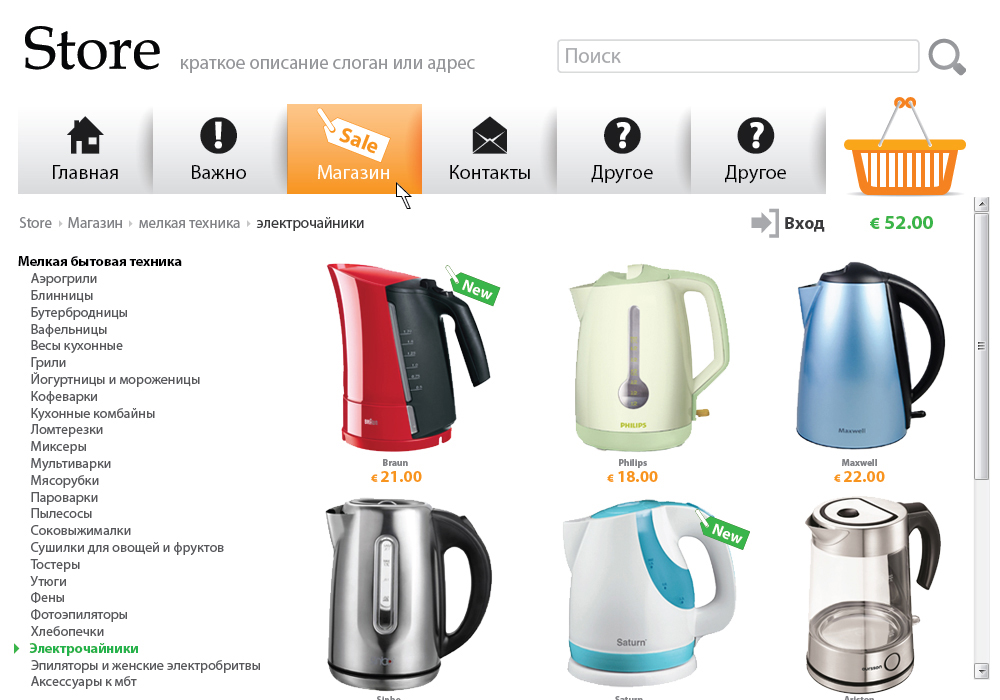 Store
краткое описание слоган или адрес
Поиск
Sale
Главная
Важно
Магазин
Контакты
Другое
Другое
Store Магазин мелкая техника электрочайники
Вход
€ 52.00
Мелкая бытовая техника
Аэрогрили
Блинницы
Бутербродницы
Вафельницы
Весы кухонные
Грили
Йогуртницы и мороженицы
Кофеварки
Кухонные комбайны
Ломтерезки
Миксеры
Мультиварки
Мясорубки
Пароварки
Пылесосы
Соковыжималки
Сушилки для овощей и фруктов
Тостеры
Утюги
Фены
Фотоэпиляторы
Хлебопечки
Электрочайники
Эпиляторы и женские электробритвы
Аксессуары к мбт
New
Braun
€ 21.00
PHILIPS
Philips
€ 18.00
Maxwell
Maxwell
€ 22.00
New
Saturn
Saturn